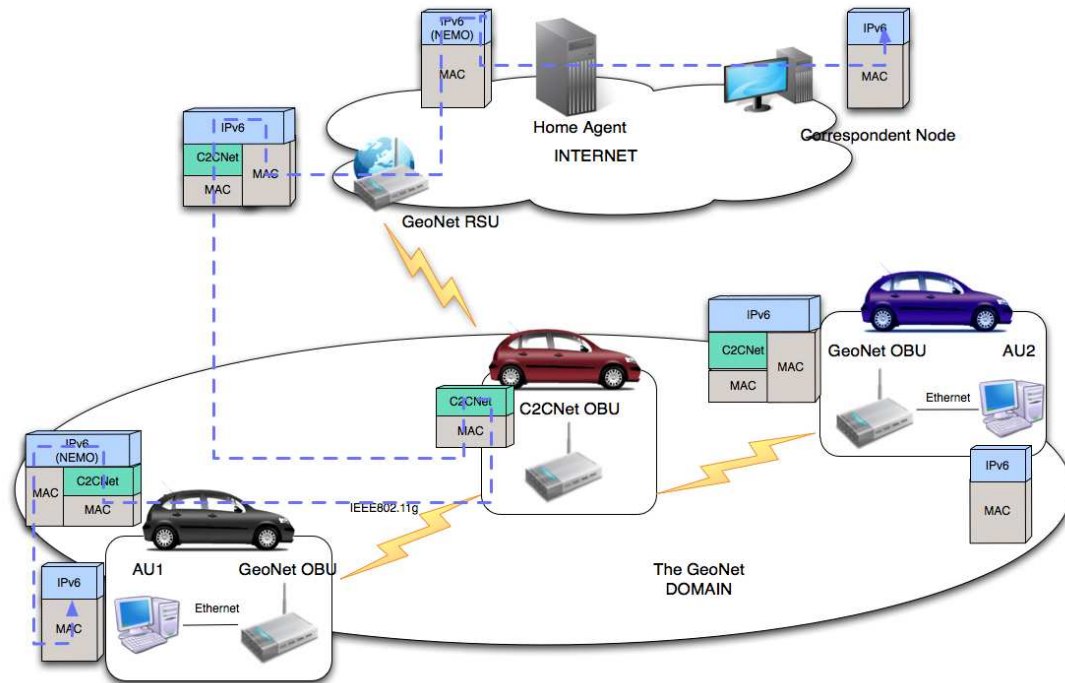 IPv6
(NEMO)
MAC
IPv6
MAC
Home Agent
INTERNET
Correspondent Node
IPv6
C2CNet
MAC
MAC
GeoNet RSU
IPv6
C2CNet
MAC
MAC
GeoNet OBU
AU2
Ethernet
C2CNet
MAC
C2CNet OBU
IPv6
(NEMO)
MAC
C2CNet
MAC
IPv6
MAC
IEEE802.11g
AU1
GeoNet OBU
Ethernet
IPv6
MAC
The GeoNet
DOMAIN